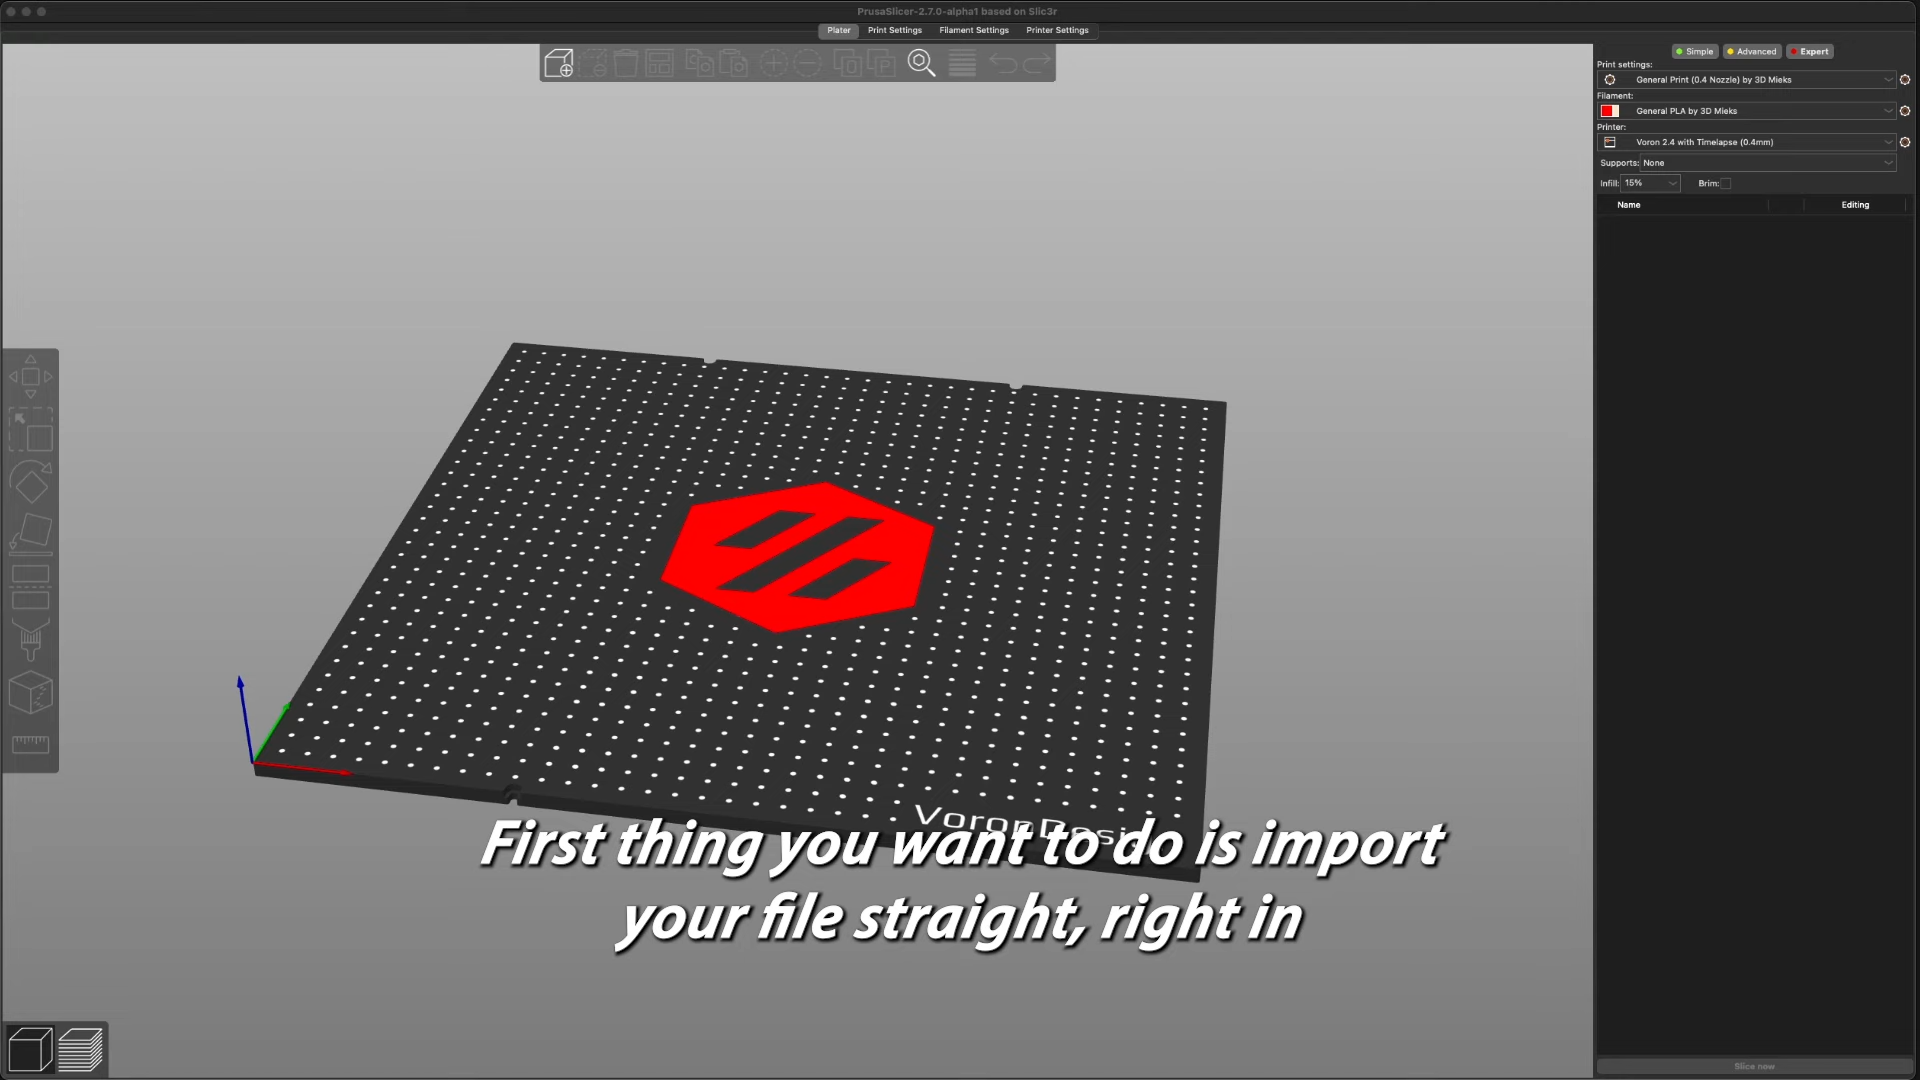 PrusaSlicer-2.7.0-alpha1 based on Slic3r
Plater Print Settings Filament Settings Printer Settings
Simple Advanced Expert
Print settings:
General Print (0.4 Nozzle) by 3D Mieks
Filament:
General PLA by 3D Mieks
Printer:
Voron 2.4 with Timelapse (0.4mm)
Supports: None
Infill: 15% Brim:
Name Editing
First thing you want to do is import
your file straight, right in
Slice now